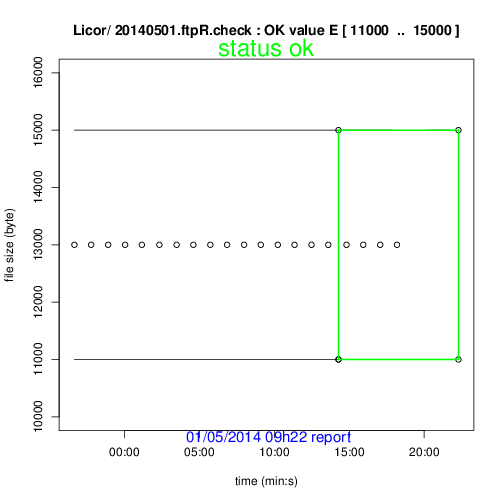 Licor/ 20140501.ftpR.check : OK value E [ 11000 .. 15000 ]
status ok
file size (byte)
16000
15000
14000
13000
12000
11000
10000
01/05/2014 09h22 report
00:00 05:00 10:00 15:00 20:00
time (min:s)